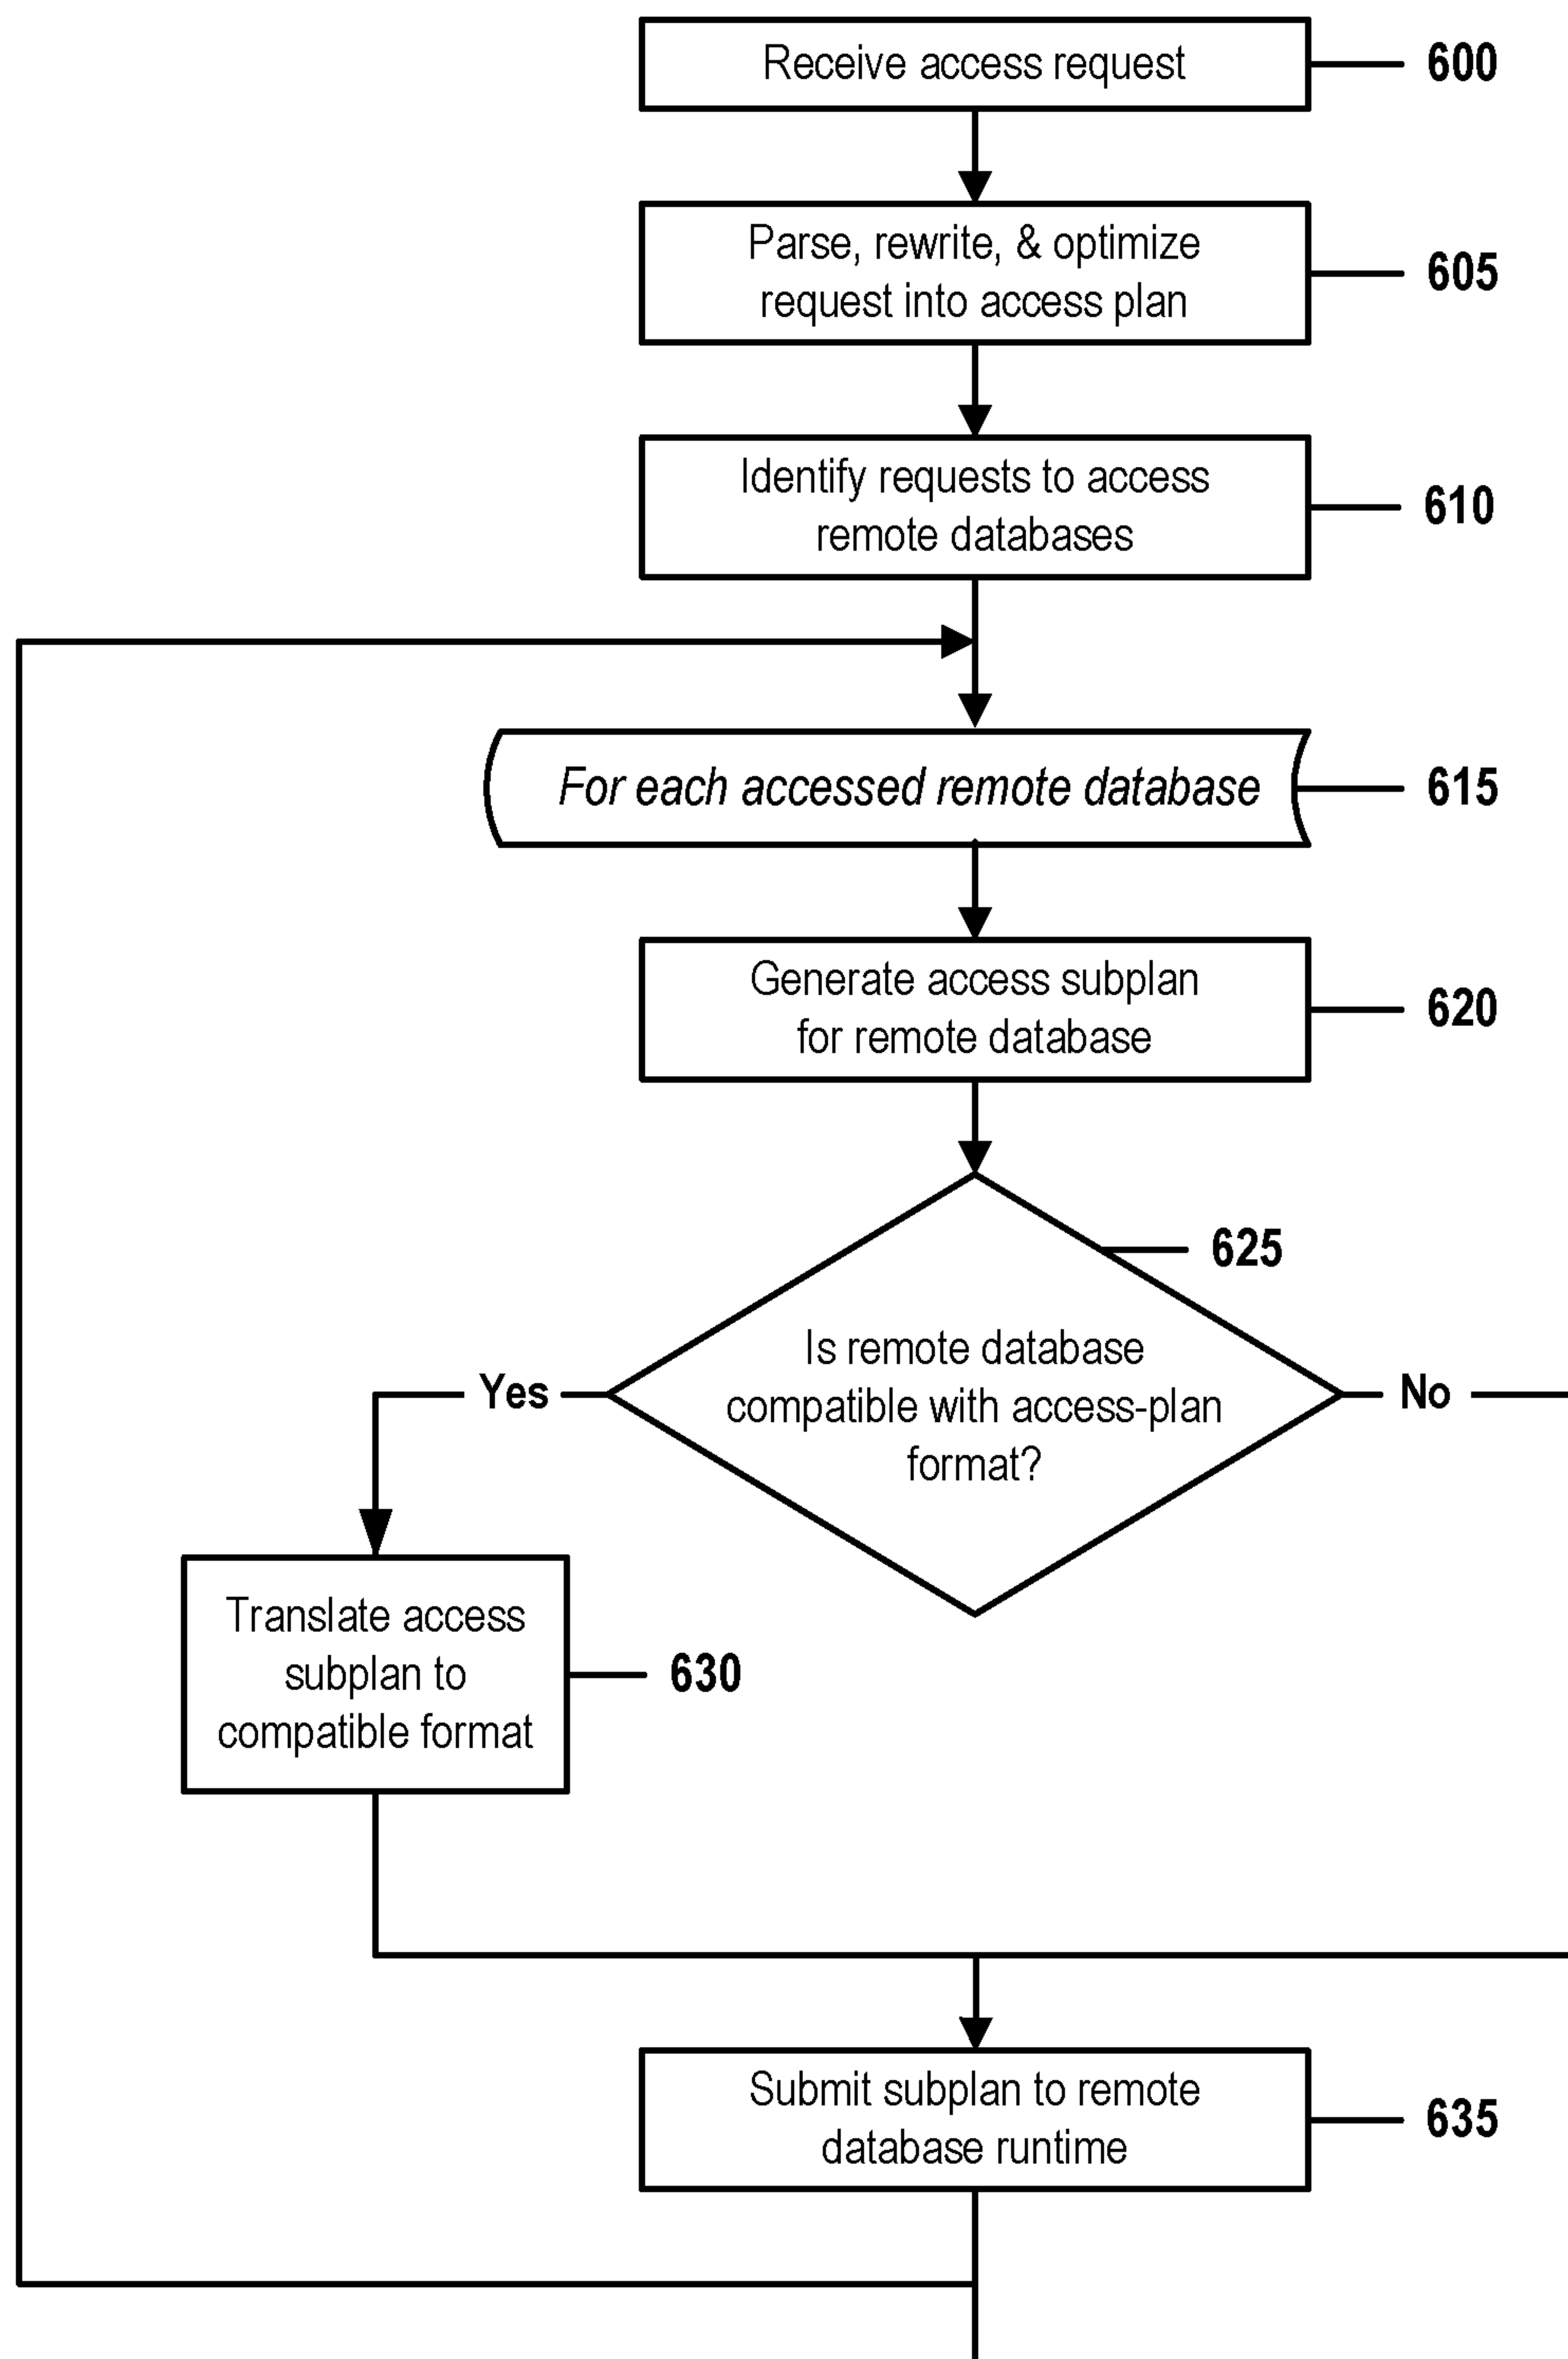 Receive access request
600
Parse, rewrite, & optimize
request into access plan
605
Identify requests to access
remote databases
610
For each accessed remote database
615
Generate access subplan
for remote database
620
625
Is remote database
compatible with access-plan
format?
Yes
No
Translate access
subplan to
compatible format
630
Submit subplan to remote
database runtime
635